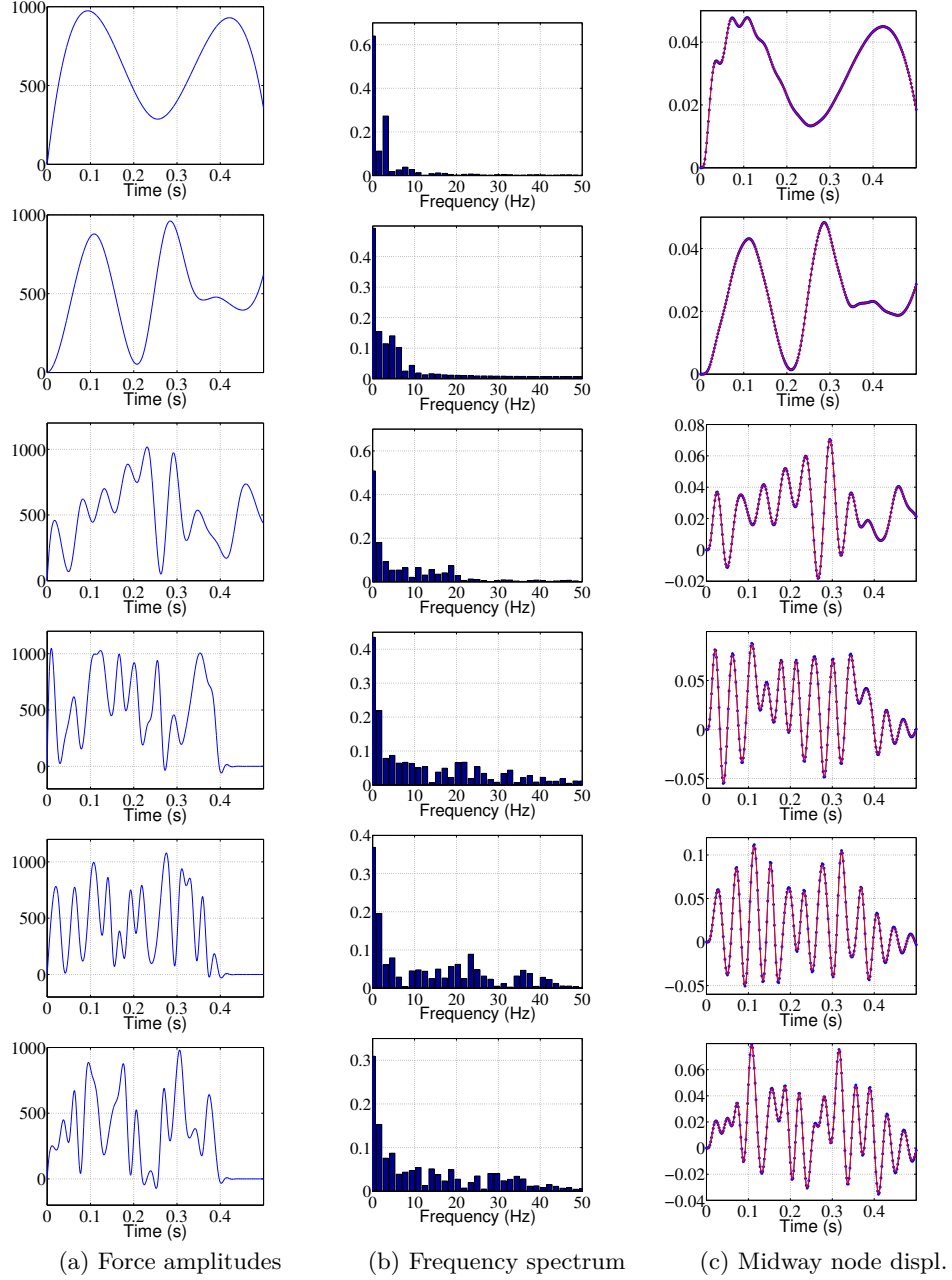 1000
500
0
0 0.1 0.2 0.3 0.4
Time (s)
0.6
0.4
0.2
0
0 10 20 30 40 50
Frequency (Hz)
0.04
0.02
0
0 0.1 0.2 0.3 0.4
Time (s)
1000
500
0
0 0.1 0.2 0.3 0.4
Time (s)
0.4
0.3
0.2
0.1
0
0 10 20 30 40 50
Frequency (Hz)
0.04
0.02
0
0 0.1 0.2 0.3 0.4
Time (s)
1000
500
0
0 0.1 0.2 0.3 0.4
Time (s)
0.6
0.4
0.2
0
0 10 20 30 40 50
Frequency (Hz)
0.08
0.06
0.04
0.02
0
−0.02
0 0.1 0.2 0.3 0.4
Time (s)
1000
500
0
0 0.1 0.2 0.3 0.4
Time (s)
0.4
0.3
0.2
0.1
0
0 10 20 30 40 50
Frequency (Hz)
0.05
0
−0.05
0 0.1 0.2 0.3 0.4
Time (s)
1000
500
0
0 0.1 0.2 0.3 0.4
Time (s)
0.4
0.3
0.2
0.1
0
0 10 20 30 40 50
Frequency (Hz)
0.1
0.05
0
−0.05
0 0.1 0.2 0.3 0.4
Time (s)
1000
500
0
0 0.1 0.2 0.3 0.4
Time (s)
0.3
0.2
0.1
0
0 10 20 30 40 50
Frequency (Hz)
0.06
0.04
0.02
0
−0.02
−0.04
0 0.1 0.2 0.3 0.4
Time (s)
(a) Force amplitudes
(b) Frequency spectrum
(c) Midway node displ.